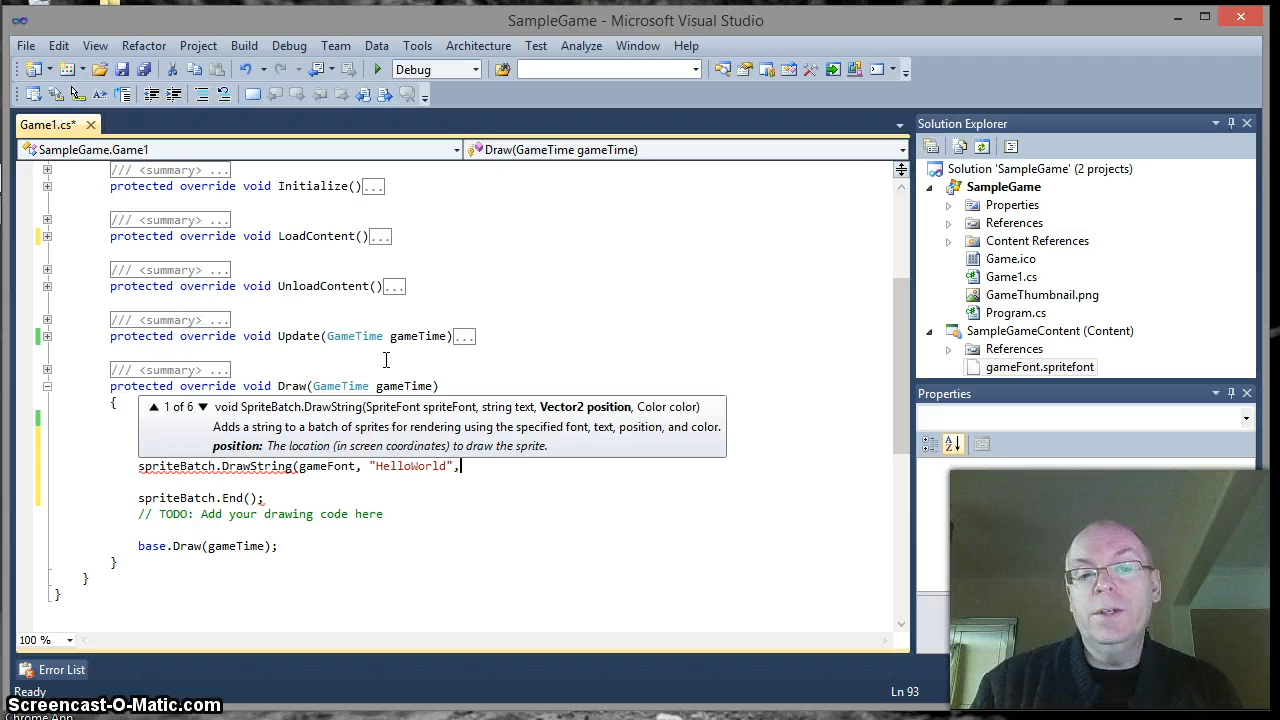 SampleGame - Microsoft Visual Studio
File Edit View Refactor Project Build Debug Team Data Tools Architecture Test Analyze Window Help
Debug
Game1.cs*
SampleGame.Game1
Draw(GameTime gameTime)
/// <summary> ...
protected override void Initialize()...
/// <summary> ...
protected override void LoadContent()...
/// <summary> ...
protected override void UnloadContent()...
/// <summary> ...
protected override void Update(GameTime gameTime)...
/// <summary> ...
protected override void Draw(GameTime gameTime)
{
1 of 6 void SpriteBatch.DrawString(SpriteFont spriteFont, string text, Vector2 position, Color color)
Adds a string to a batch of sprites for rendering using the specified font, text, position, and color.
position: The location (in screen coordinates) to draw the sprite.
spriteBatch.DrawString(gameFont, "HelloWorld",
spriteBatch.End();
// TODO: Add your drawing code here
base.Draw(gameTime);
}
}
}
100 %
Error List
Ready
Ln 93
Solution Explorer
Solution 'SampleGame' (2 projects)
SampleGame
Properties
References
Content References
Game.ico
Game1.cs
GameThumbnail.png
Program.cs
SampleGameContent (Content)
References
gameFont.spritefont
Properties
Screencast-O-Matic.com
Chrome App